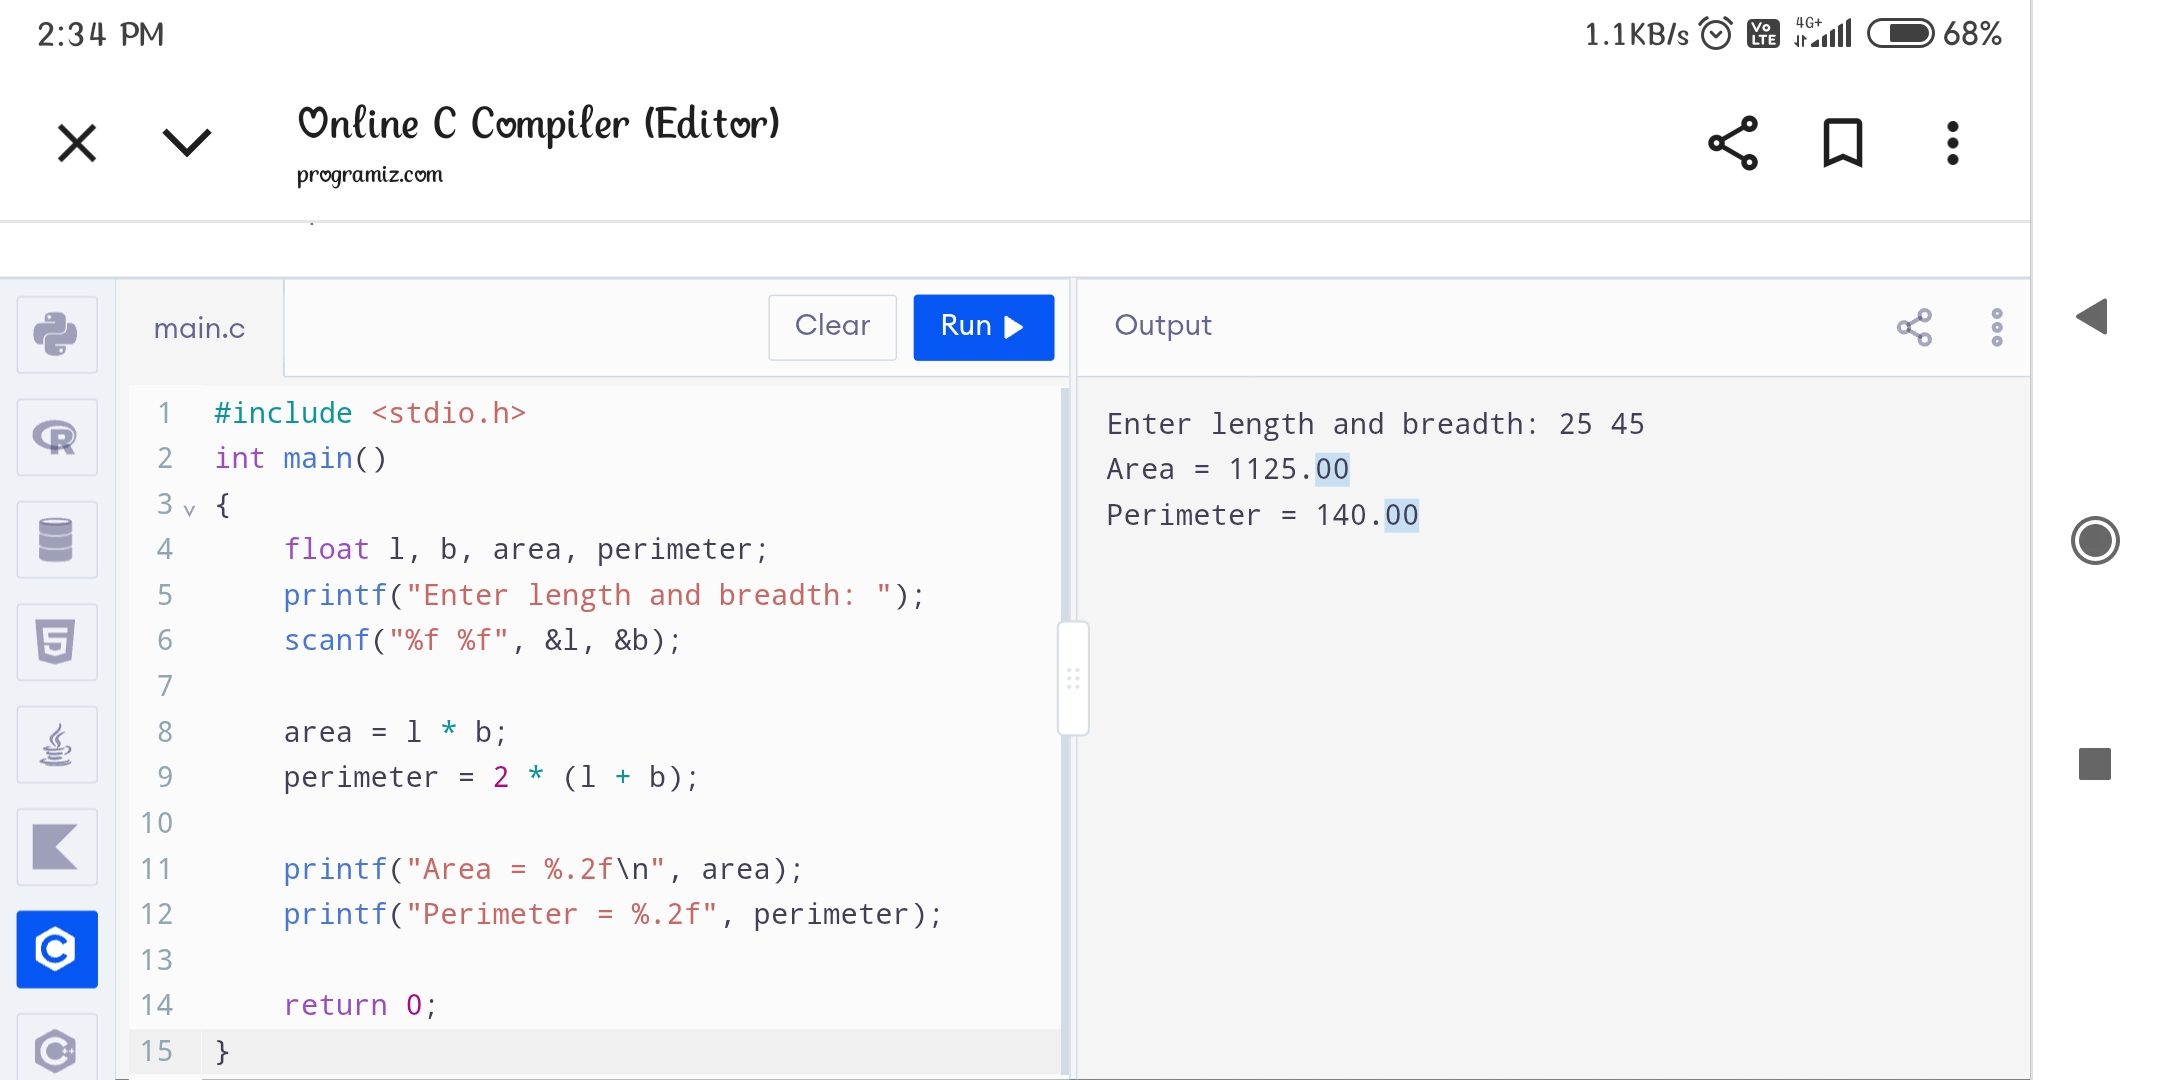 2:34 PM
1.1KB/s Vo LTE 4G+ 68%
Online C Compiler (Editor)
programiz.com
main.c
Clear
Run
Output
1 #include <stdio.h>
2 int main()
3 {
4     float l, b, area, perimeter;
5     printf("Enter length and breadth: ");
6     scanf("%f %f", &l, &b);
7
8     area = l * b;
9     perimeter = 2 * (l + b);
10
11     printf("Area = %.2f\n", area);
12     printf("Perimeter = %.2f", perimeter);
13
14     return 0;
15 }
Enter length and breadth: 25 45
Area = 1125.00
Perimeter = 140.00